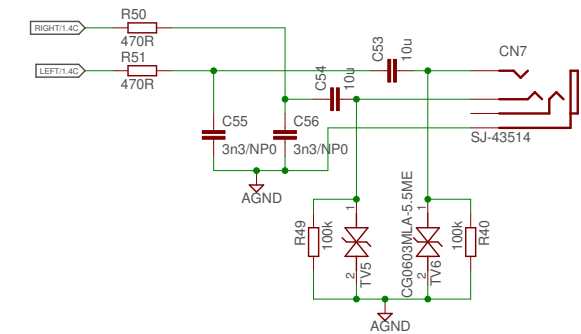 R50
RIGHT/1.4C
470R
R51
LEFT/1.4C
470R
C53
10u
C54
10u
CN7
SJ-43514
C55
3n3/NP0
C56
3n3/NP0
AGND
R49
100k
1
2
TV5
CG0603MLA-5.5ME
1
2
TV6
100k
R40
AGND